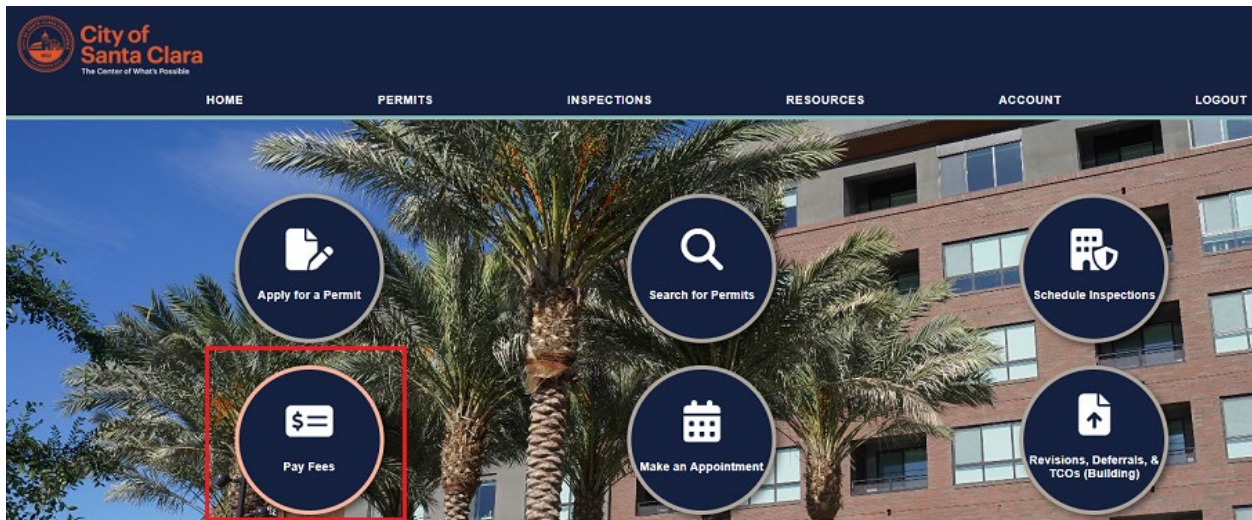 City of
Santa Clara
The Center of What's Possible
HOME PERMITS INSPECTIONS RESOURCES ACCOUNT LOGOUT
Apply for a Permit
Search for Permits
Schedule Inspections
$
Pay Fees
Make an Appointment
Revisions, Deferrals, &
TCOs (Building)